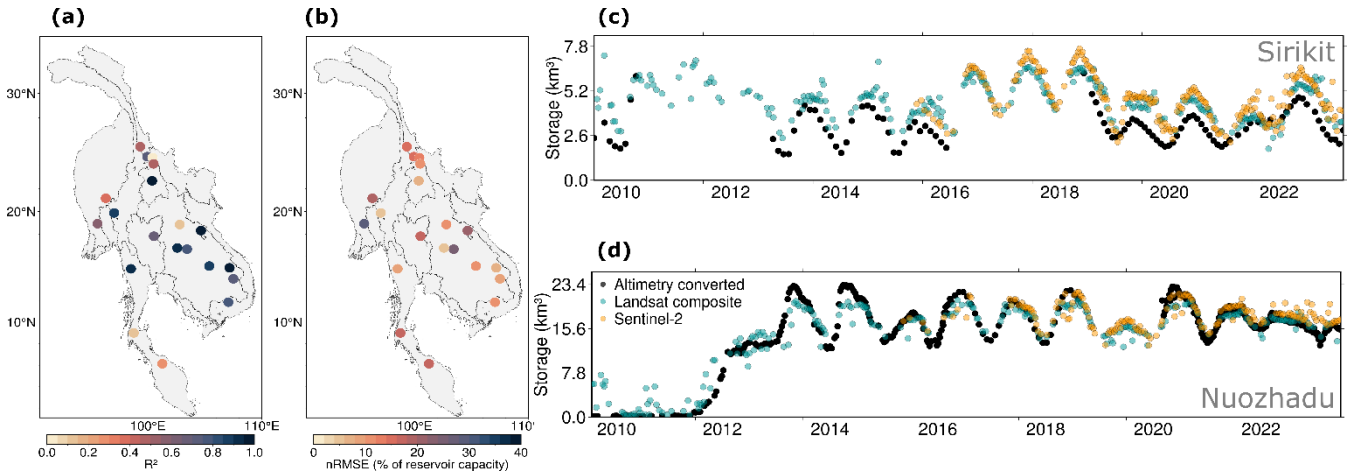 (a)
(b)
(c)
30°N
20°N
10°N
100°E
110°E
0.0 0.2 0.4 0.6 0.8 1.0
R²
30°N
20°N
10°N
100°E
110°
0 10 20 30 40
nRMSE (% of reservoir capacity)
Sirikit
Storage (km³)
7.8
5.2
2.6
0.0
2010 2012 2014 2016 2018 2020 2022
(d)
Storage (km³)
23.4
15.6
7.8
0.0
Altimetry converted
Landsat composite
Sentinel-2
Nuozhadu
2010 2012 2014 2016 2018 2020 2022